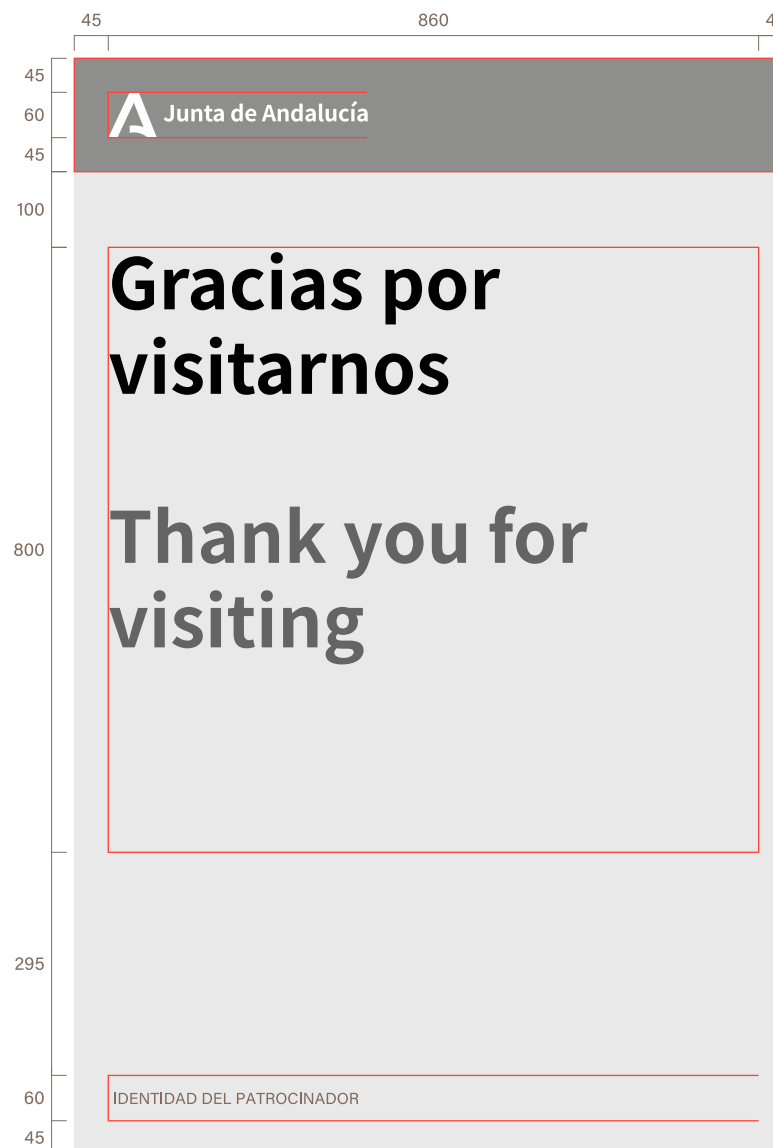 45 860 4
45
60
45
100
800
295
60
45
Junta de Andalucía
Gracias por
visitarnos
Thank you for
visiting
IDENTIDAD DEL PATROCINADOR